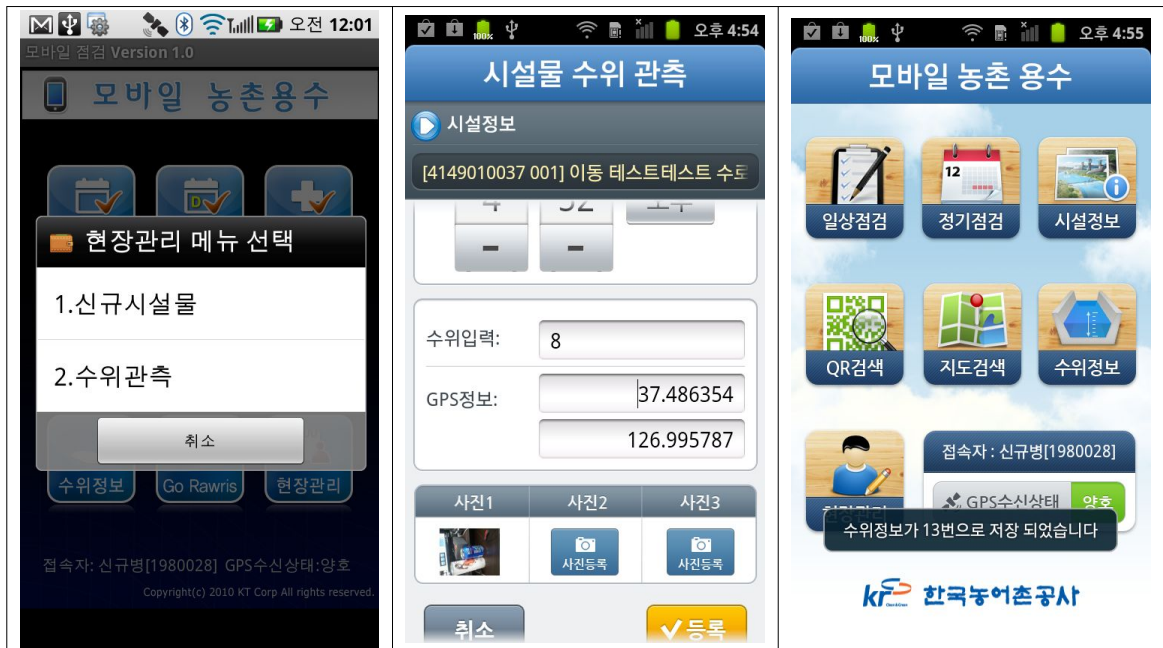 오전 12:01
모바일 점검 Version 1.0
모바일 농촌용수
현장관리 메뉴 선택
1.신규시설물
2.수위관측
취소
수위정보
Go Rawris
현장관리
접속자: 신규병[1980028] GPS수신상태:양호
Copyright(c) 2010 KT Corp All rights reserved.
100%
오후 4:54
시설물 수위 관측
시설정보
[4149010037 001] 이동 테스트테스트 수로
수위입력:
8
GPS정보:
37.486354
126.995787
사진1 사진2 사진3
사진등록 사진등록
취소 등록
100%
오후 4:55
모바일 농촌 용수
12
일상점검 정기점검 시설정보
QR검색 지도검색 수위정보
접속자 : 신규병[1980028]
GPS수신상태 양호
현장관리
수위정보가 13번으로 저장 되었습니다
한국농어촌공사